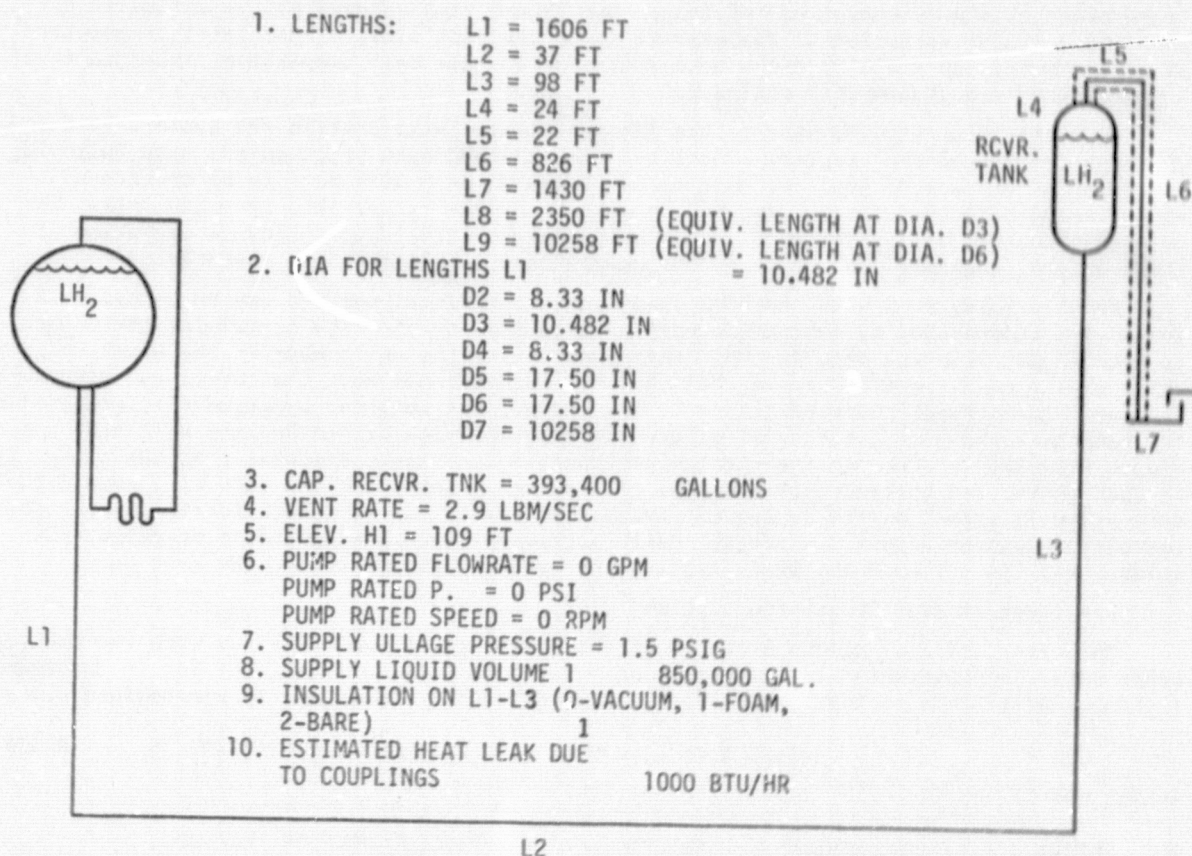 1. LENGTHS: L1 = 1606 FT
L2 = 37 FT
L3 = 98 FT
L4 = 24 FT
L5 = 22 FT
L6 = 826 FT
L7 = 1430 FT
L8 = 2350 FT (EQUIV. LENGTH AT DIA. D3)
L9 = 10258 FT (EQUIV. LENGTH AT DIA. D6)
2. DIA FOR LENGTHS L1 = 10.482 IN
D2 = 8.33 IN
D3 = 10.482 IN
D4 = 8.33 IN
D5 = 17.50 IN
D6 = 17.50 IN
D7 = 10258 IN
3. CAP. RECVR. TNK = 393,400 GALLONS
4. VENT RATE = 2.9 LBM/SEC
5. ELEV. H1 = 109 FT
6. PUMP RATED FLOWRATE = 0 GPM
PUMP RATED P. = 0 PSI
PUMP RATED SPEED = 0 RPM
7. SUPPLY ULLAGE PRESSURE = 1.5 PSIG
8. SUPPLY LIQUID VOLUME 1 850,000 GAL.
9. INSULATION ON L1-L3 (0-VACUUM, 1-FOAM,
2-BARE) 1
10. ESTIMATED HEAT LEAK DUE
TO COUPLINGS 1000 BTU/HR
LH2
L1
L2
L3
L4
RCVR.
TANK
LH2
L5
L6
L7